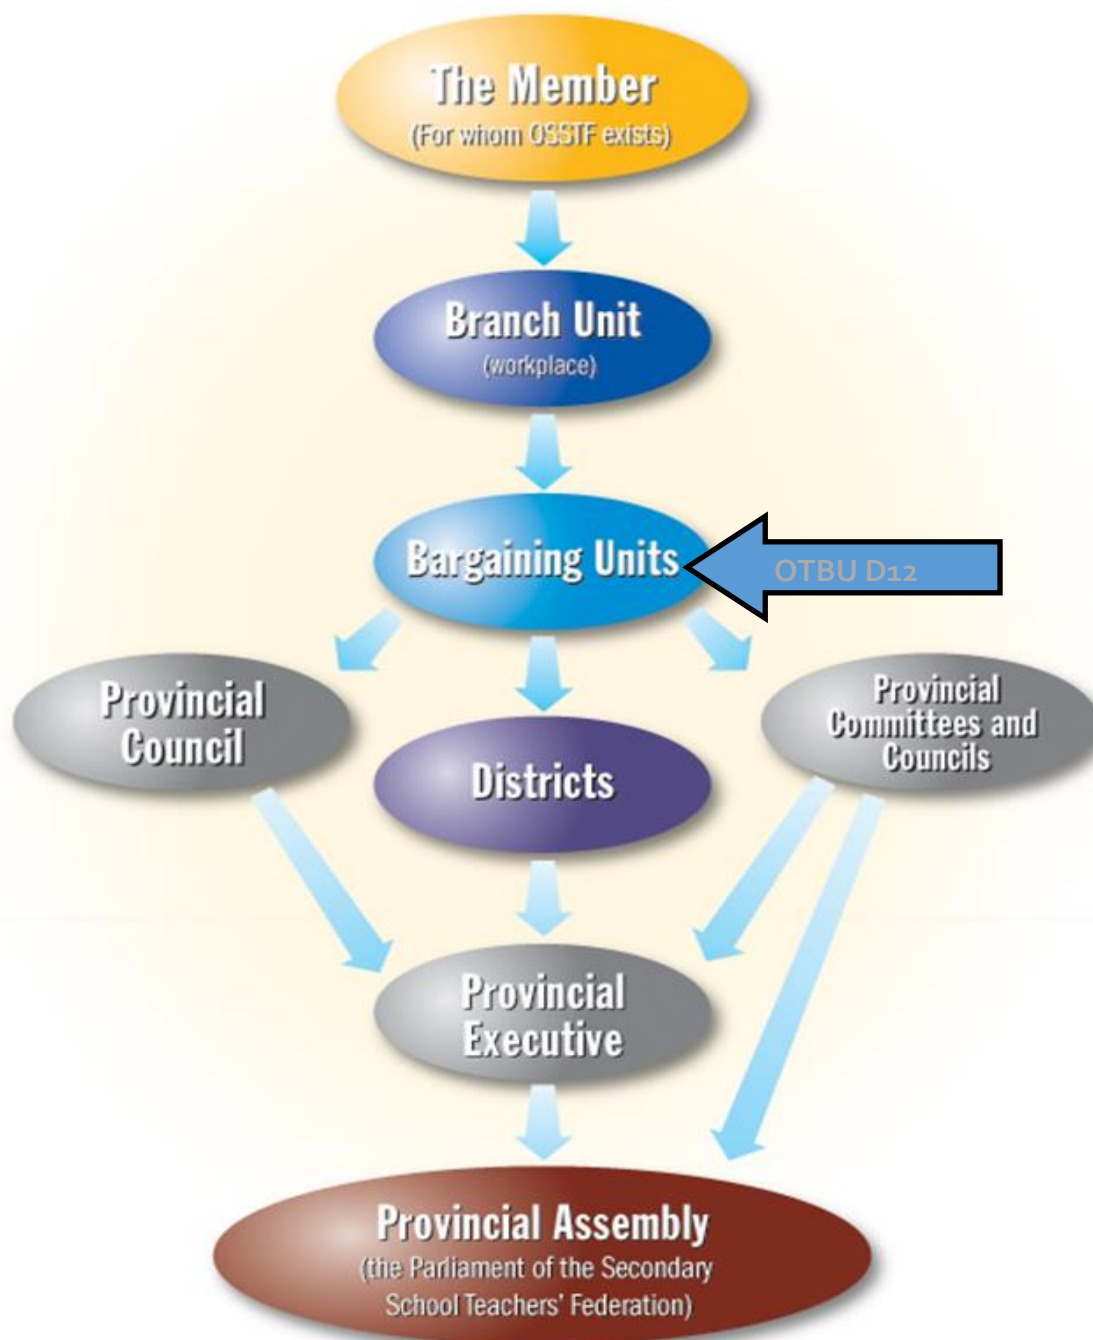 The Member
(For whom OSSTF exists)
Branch Unit
(workplace)
Bargaining Units
OTBU D12
Provincial
Council
Districts
Provincial
Committees and
Councils
Provincial
Executive
Provincial Assembly
(the Parliament of the Secondary
School Teachers' Federation)